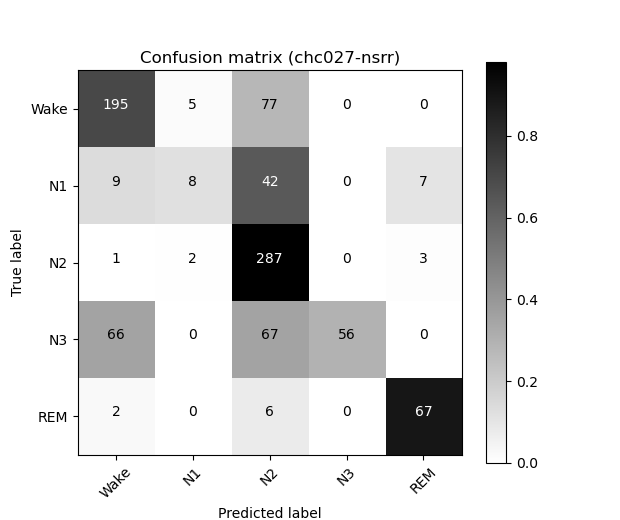 Confusion matrix (chc027-nsrr)
Wake 195 5 77 0 0
0.8
N1 9 8 42 0 7
0.6
True label
N2 1 2 287 0 3
0.4
N3 66 0 67 56 0
0.2
REM 2 0 6 0 67
0.0
Wake N1 N2 N3 REM
Predicted label